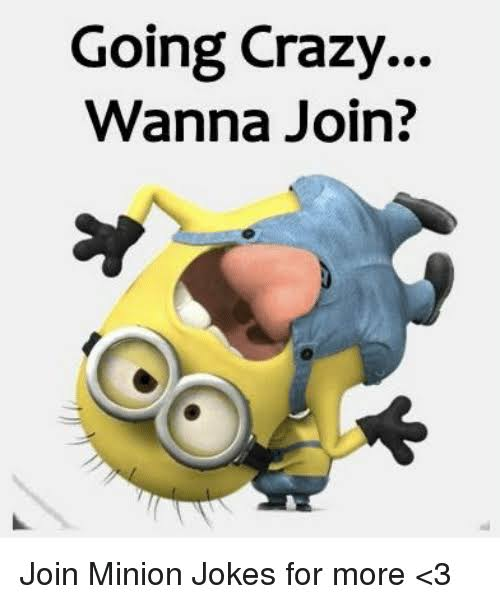 Going Crazy...
Wanna Join?
Join Minion Jokes for more <3